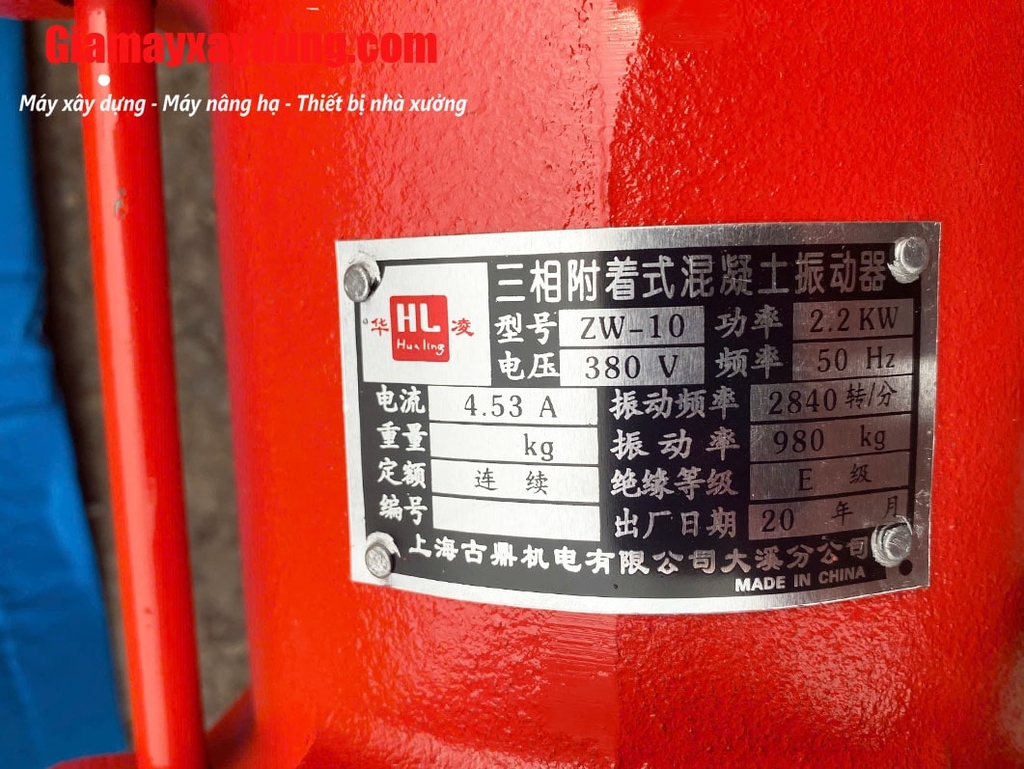 Giamayxaydung.com
Máy xây dựng - Máy nâng hạ - Thiết bị nhà xưởng
三相附着式混凝土振动器
华 HL 凌
Hualing
型号 ZW-10 功率 2.2 KW
电压 380 V 频率 50 Hz
电流 4.53 A 振动频率 2840 转/分
重量 kg 振动率 980 kg
定额 连续 绝缘等级 E 级
编号 出厂日期 20 年 月
上海古鼎机电有限公司大溪分公司
MADE IN CHINA